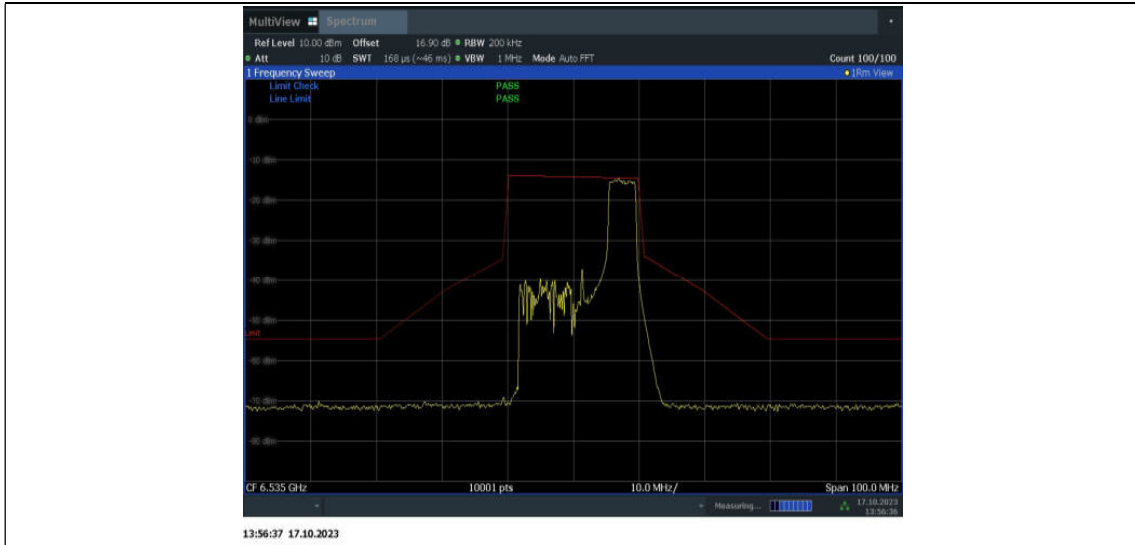 MultiView Spectrum
Ref Level 10.00 dBm Offset 16.90 dB RBW 200 kHz
Att 10 dB SWT 168 µs (~46 ms) VBW 1 MHz Mode Auto FFT Count 100/100
1 Frequency Sweep 1Rm View
Limit Check PASS
Line Limit PASS
0 dBm
-10 dBm
-20 dBm
-30 dBm
-40 dBm
-50 dBm
Limit
-60 dBm
-70 dBm
-80 dBm
CF 6.535 GHz 10001 pts 10.0 MHz/ Span 100.0 MHz
Measuring... 17.10.2023
13:56:36
13:56:37 17.10.2023